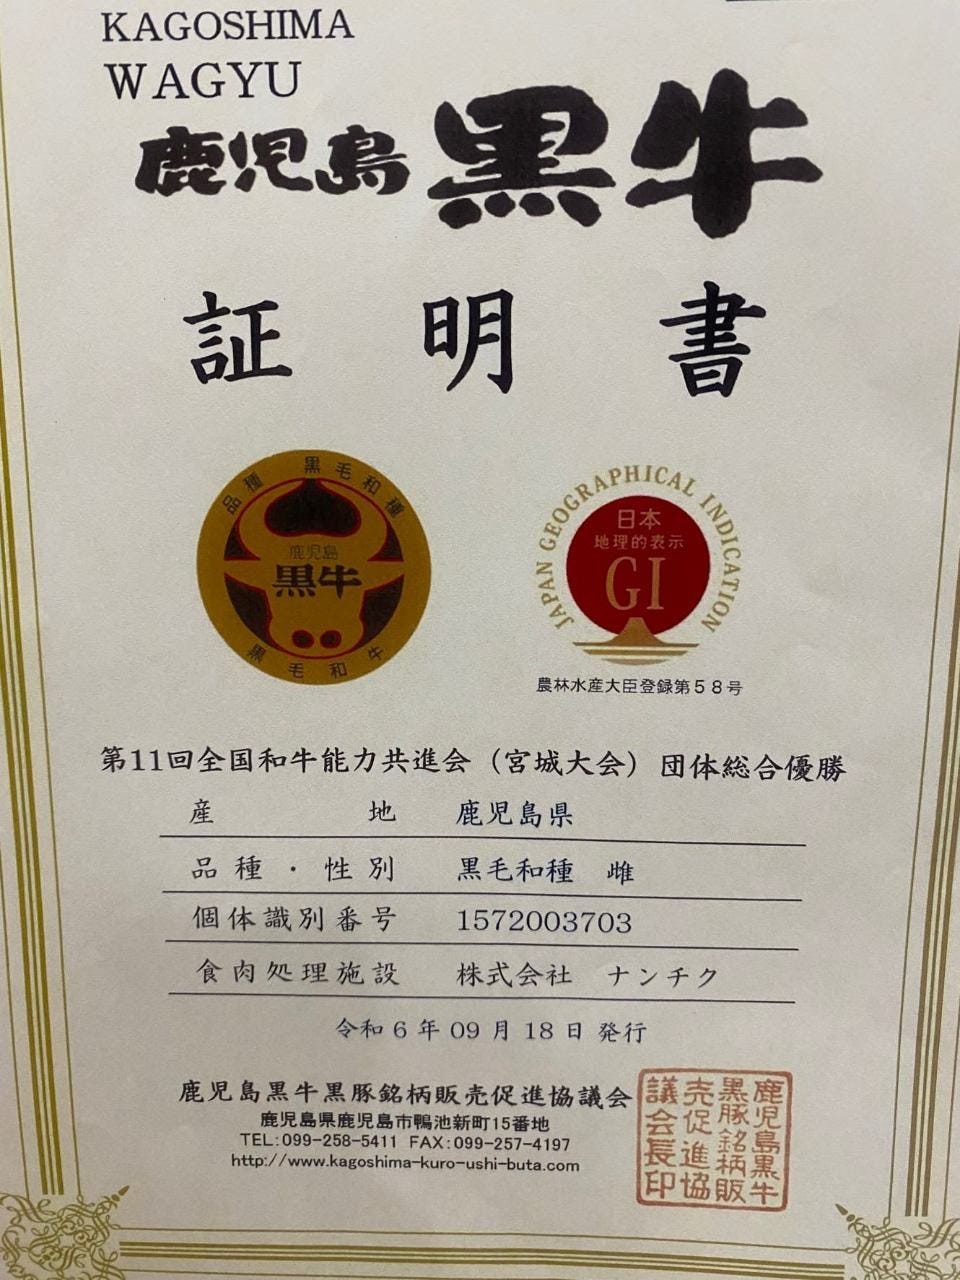 KAGOSHIMA
WAGYU
鹿児島黒牛
証明書
品種 黒毛和種
鹿児島
黒牛
黒毛和牛
JAPAN GEOGRAPHICAL INDICATION
日本
地理的表示
GI
農林水産大臣登録第58号
第11回全国和牛能力共進会（宮城大会）団体総合優勝
産地 鹿児島県
品種・性別 黒毛和種 雌
個体識別番号 1572003703
食肉処理施設 株式会社 ナンチク
令和6年09月18日発行
鹿児島黒牛黒豚銘柄販売促進協議会
鹿児島県鹿児島市鴨池新町15番地
TEL:099-258-5411 FAX:099-257-4197
http://www.kagoshima-kuro-ushi-buta.com
鹿児島黒牛
黒豚銘柄販
売促進協
議会長印